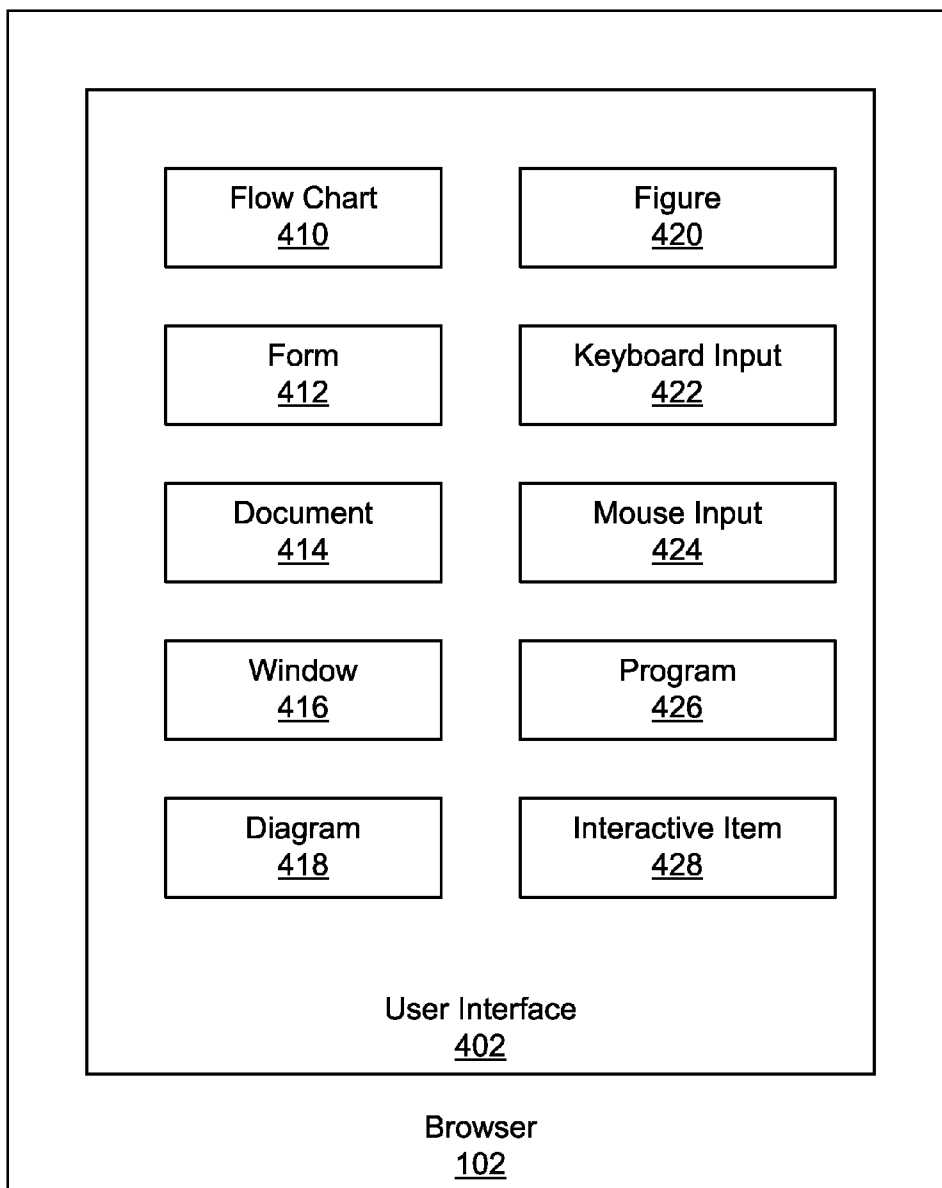 Flow Chart
410
Figure
420
Form
412
Keyboard Input
422
Document
414
Mouse Input
424
Window
416
Program
426
Diagram
418
Interactive Item
428
User Interface
402
Browser
102